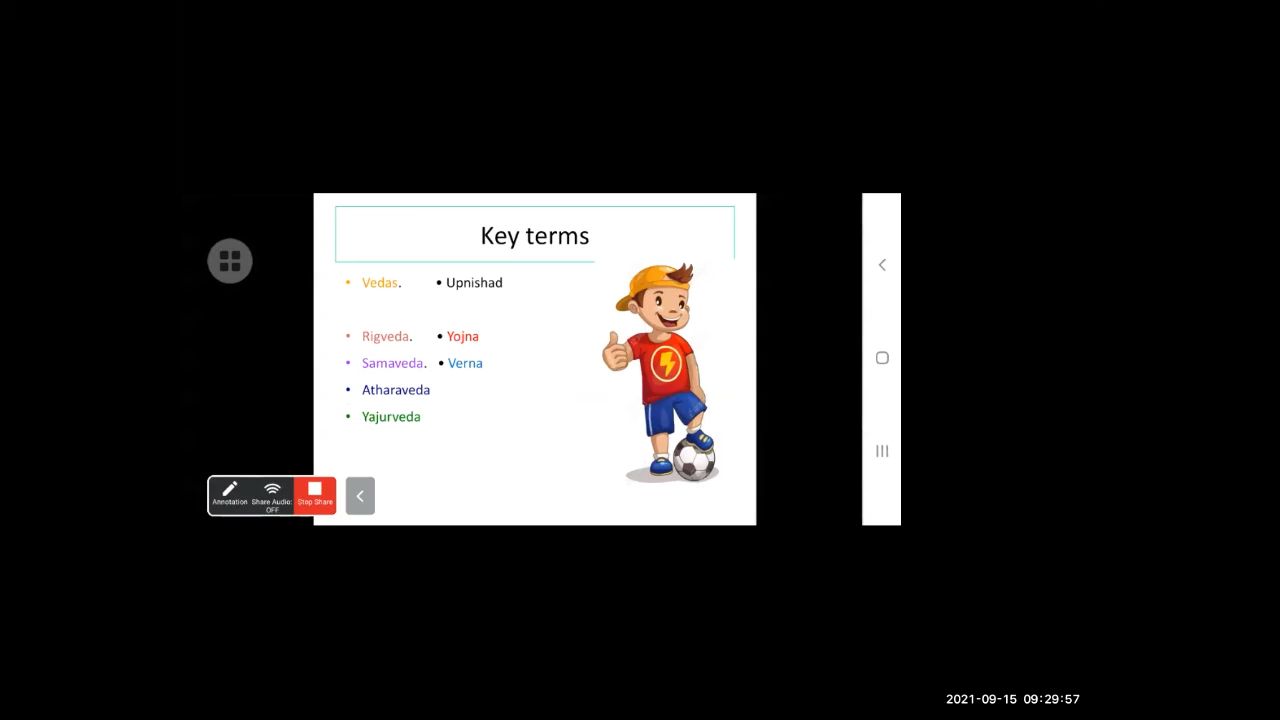 Key terms
• Vedas. • Upnishad
• Rigveda. • Yojna
• Samaveda. • Verna
• Atharaveda
• Yajurveda
Annotation Share Audio: OFF Stop Share
2021-09-15 09:29:57